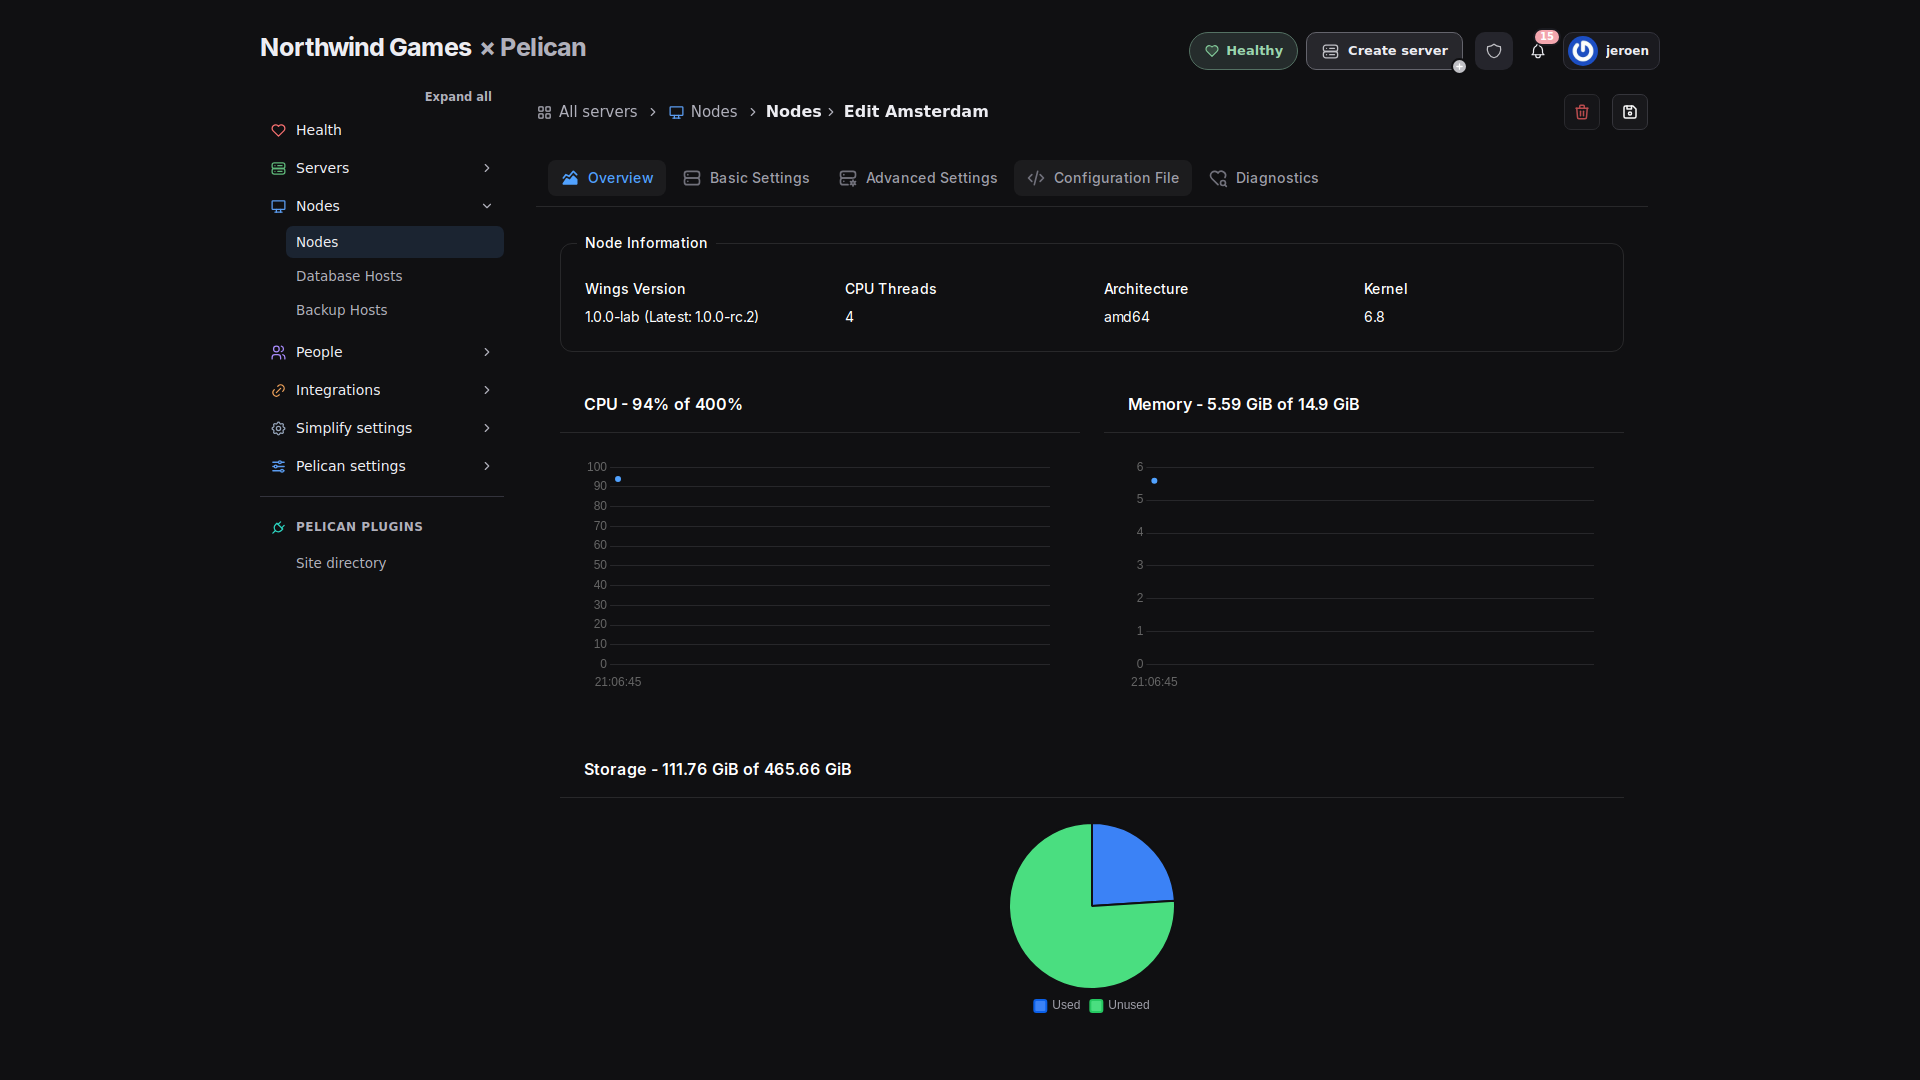 Northwind Games × Pelican
Healthy
Create server
15
jeroen
Expand all
Health
Servers
Nodes
Nodes
Database Hosts
Backup Hosts
People
Integrations
Simplify settings
Pelican settings
PELICAN PLUGINS
Site directory
All servers > Nodes > Nodes > Edit Amsterdam
Overview
Basic Settings
Advanced Settings
Configuration File
Diagnostics
Node Information
Wings Version
1.0.0-lab (Latest: 1.0.0-rc.2)
CPU Threads
4
Architecture
amd64
Kernel
6.8
CPU - 94% of 400%
100
90
80
70
60
50
40
30
20
10
0
21:06:45
Memory - 5.59 GiB of 14.9 GiB
6
5
4
3
2
1
0
21:06:45
Storage - 111.76 GiB of 465.66 GiB
Used
Unused